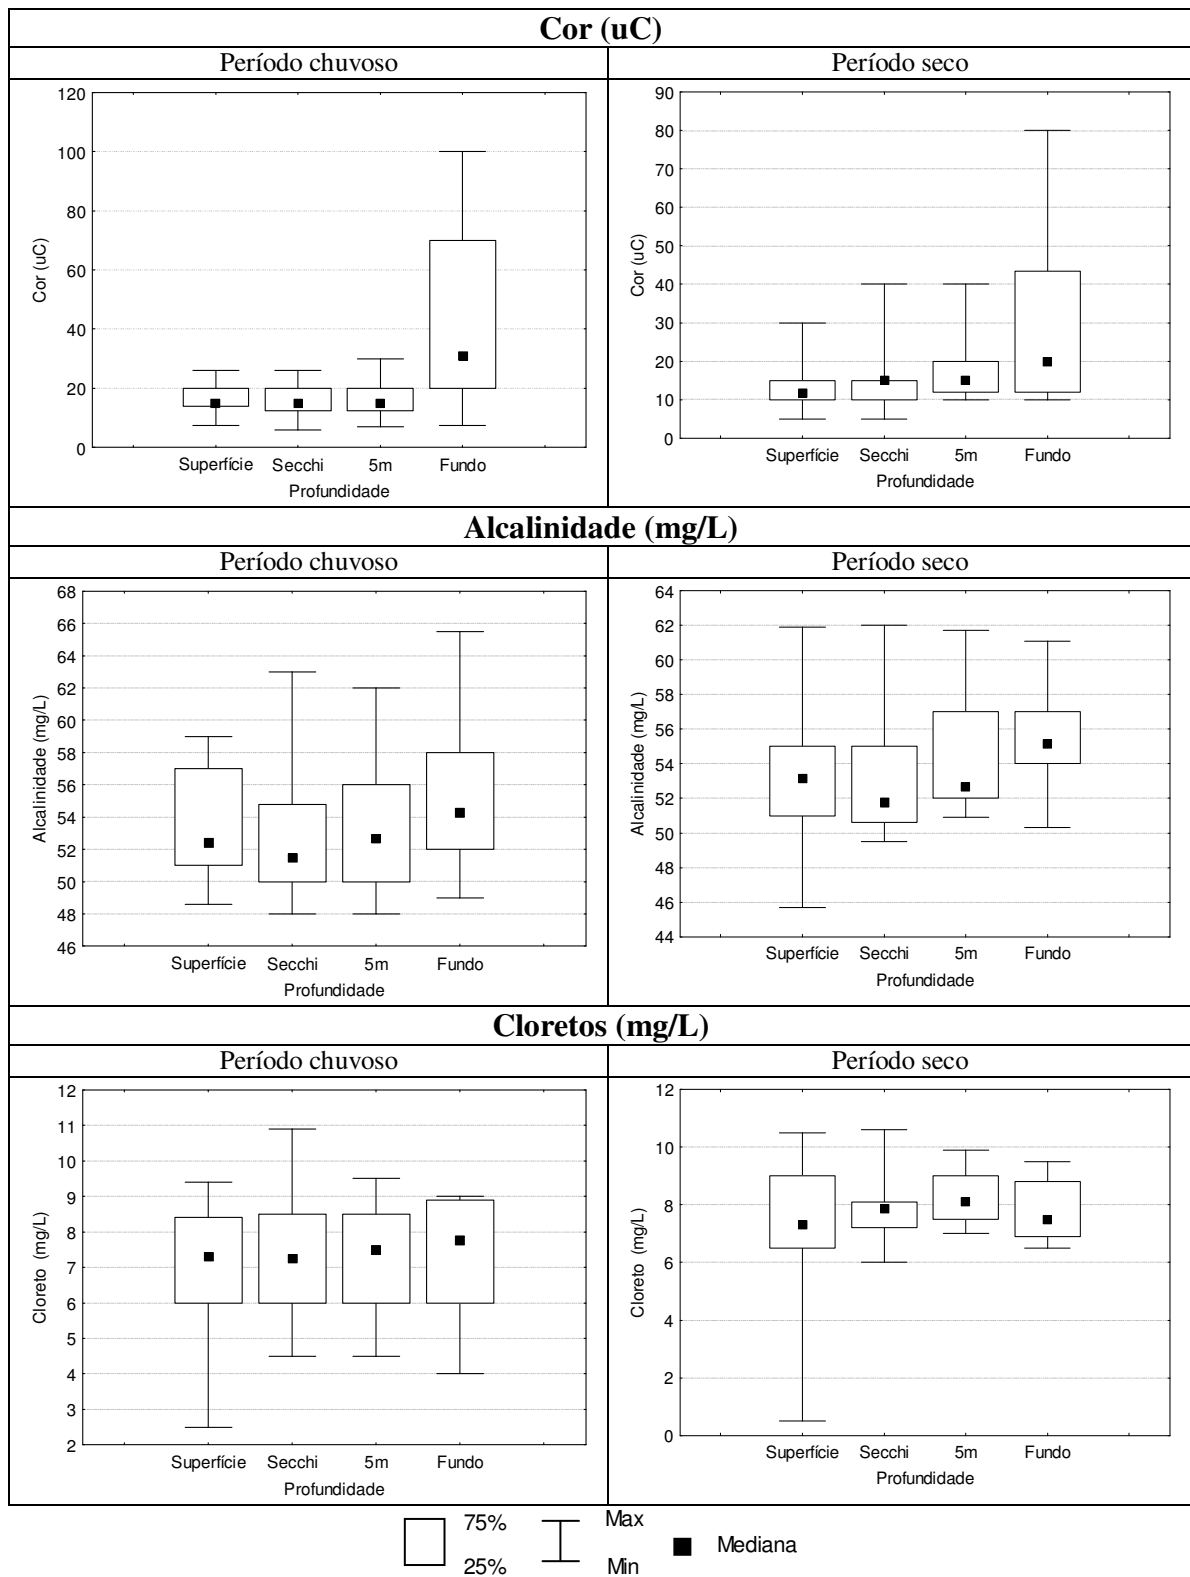 Cor (uC)
Período chuvoso
Período seco
120
100
80
60
40
20
0
Cor (uC)
Superfície Secchi 5m Fundo
Profundidade
90
80
70
60
50
40
30
20
10
0
Cor (uC)
Superfície Secchi 5m Fundo
Profundidade
Alcalinidade (mg/L)
Período chuvoso
Período seco
68
66
64
62
60
58
56
54
52
50
48
46
Alcalinidade (mg/L)
Superfície Secchi 5m Fundo
Profundidade
64
62
60
58
56
54
52
50
48
46
44
Alcalinidade (mg/L)
Superfície Secchi 5m Fundo
Profundidade
Cloretos (mg/L)
Período chuvoso
Período seco
12
11
10
9
8
7
6
5
4
3
2
Cloreto (mg/L)
Superfície Secchi 5m Fundo
Profundidade
12
10
8
6
4
2
0
Cloreto (mg/L)
Superfície Secchi 5m Fundo
Profundidade
75%
25%
Max
Min
Mediana